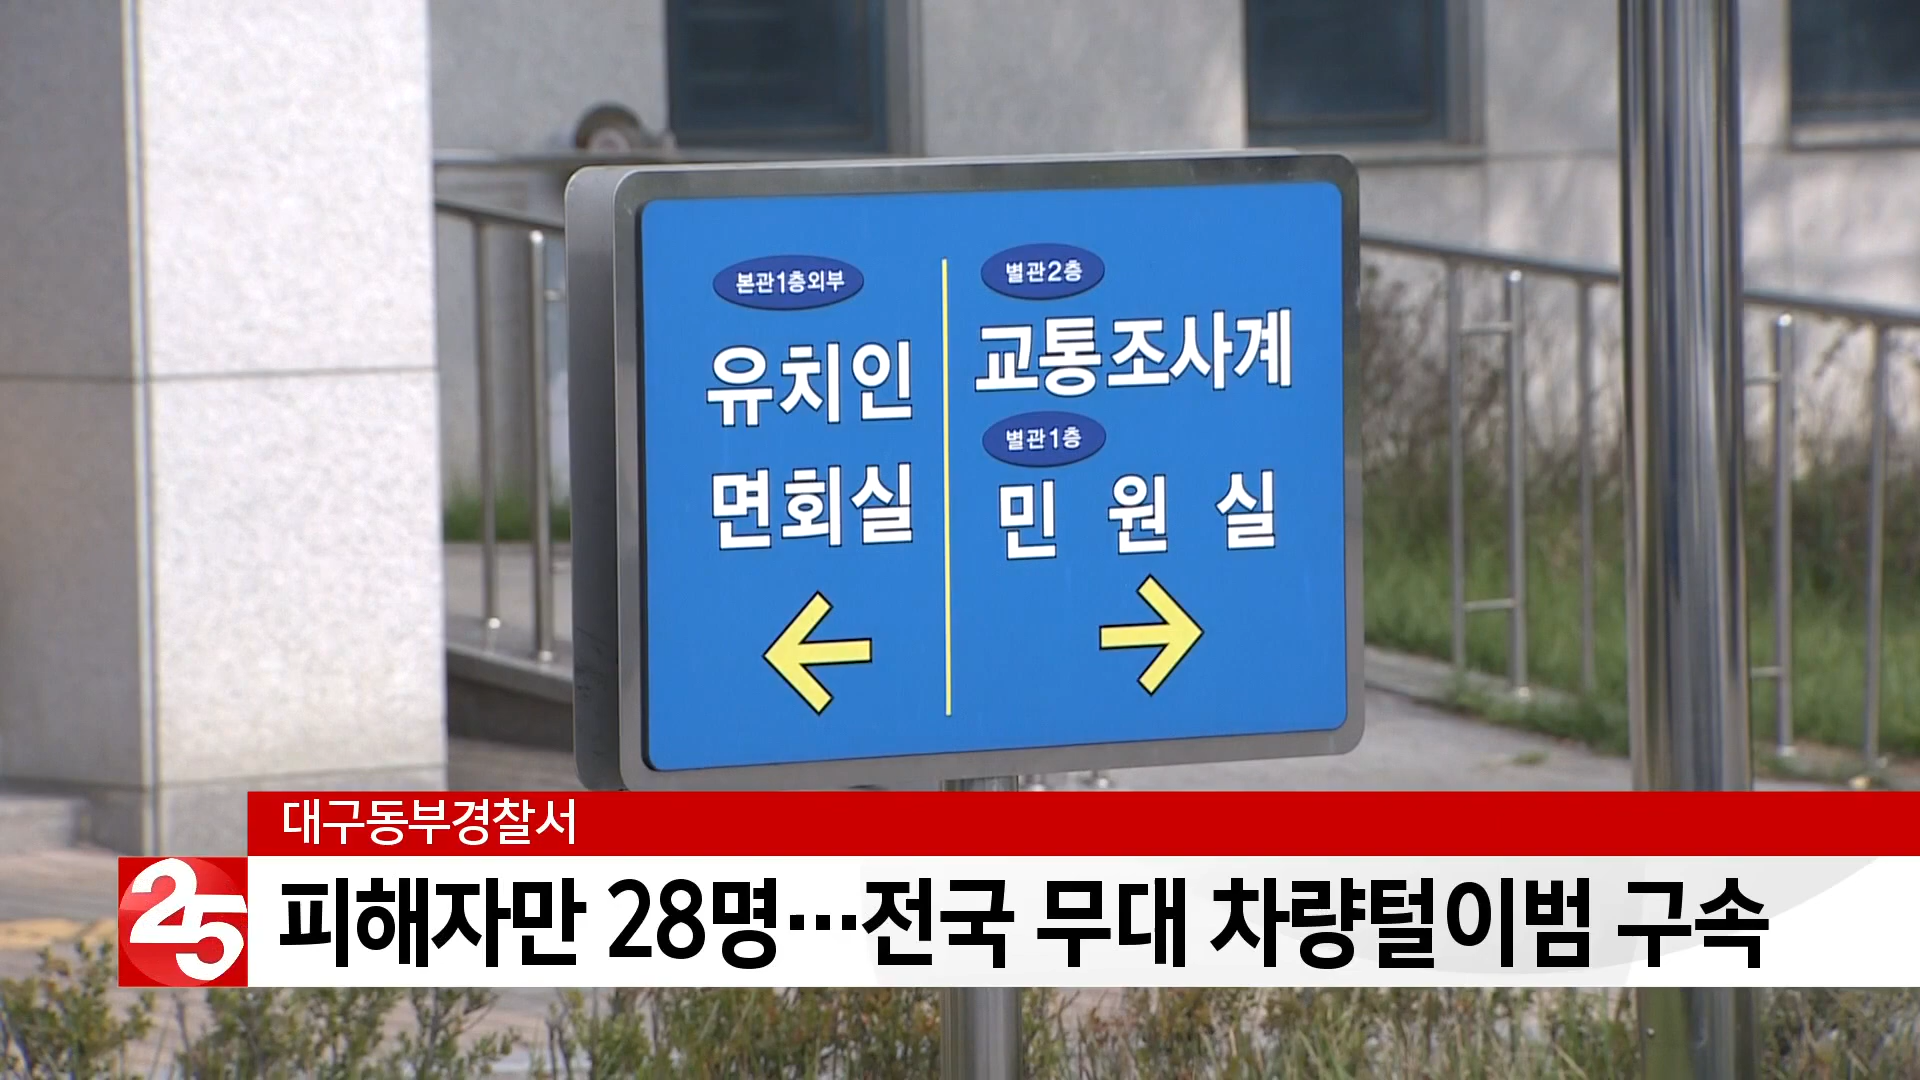 본관1층외부
유치인
면회실
←
별관2층
교통조사계
별관1층
민 원 실
→
대구동부경찰서
25
피해자만 28명…전국 무대 차량털이범 구속